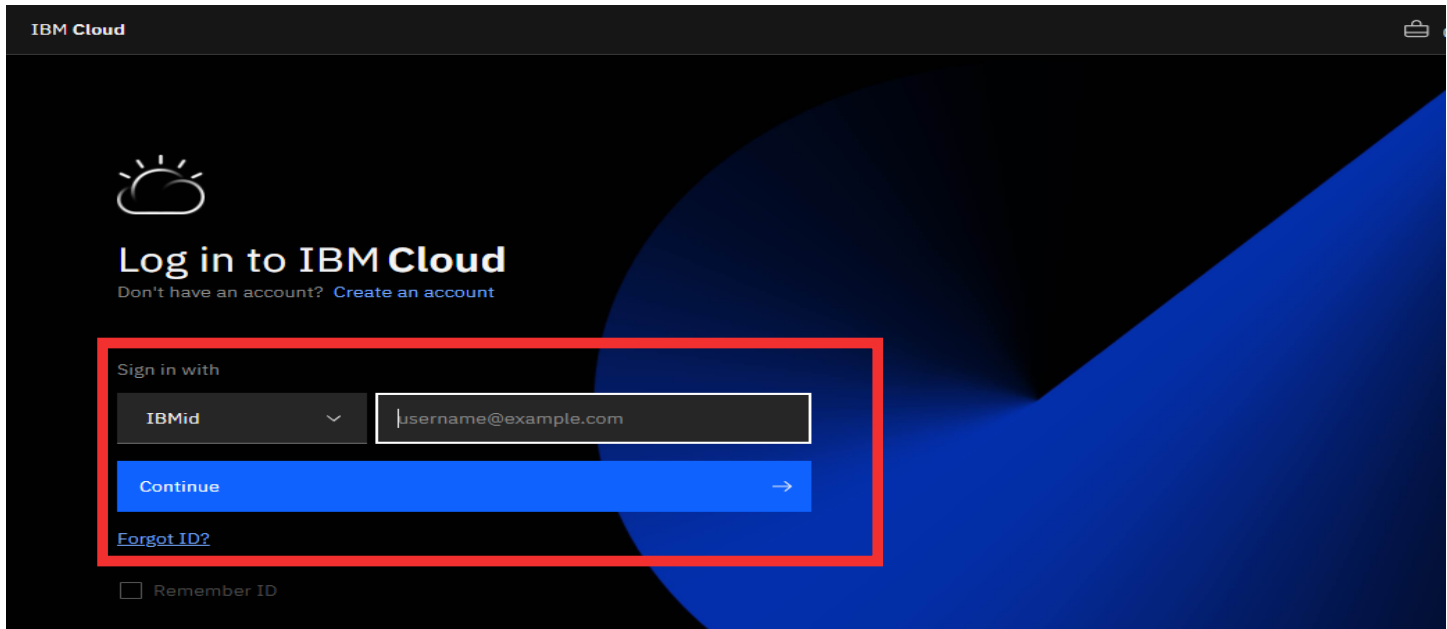 IBM Cloud
Log in to IBM Cloud
Don't have an account? Create an account
Sign in with
IBMid username@example.com
Continue
Forgot ID?
Remember ID